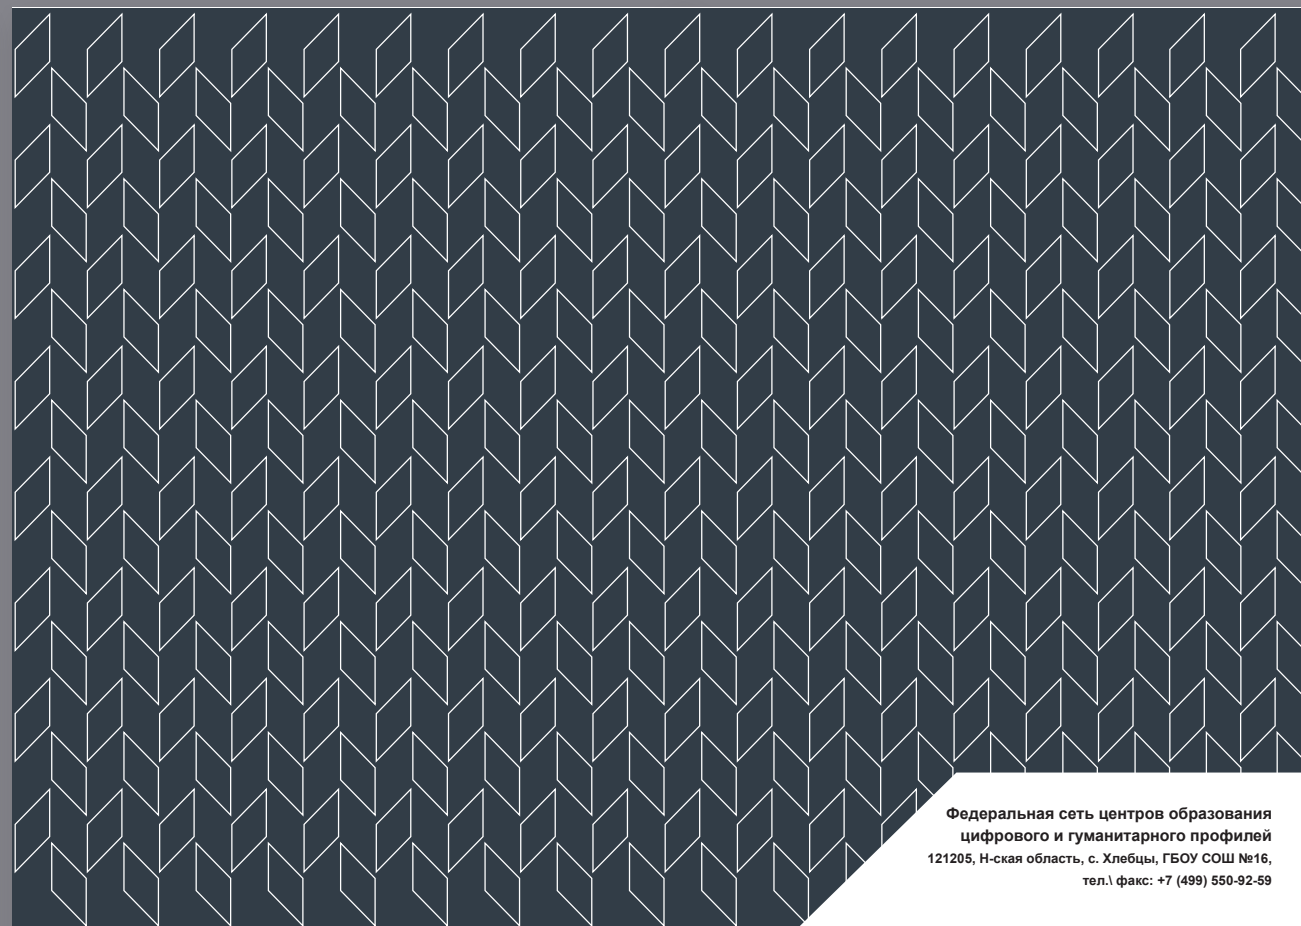 Федеральная сеть центров образования
цифрового и гуманитарного профилей
121205, Н-ская область, с. Хлебцы, ГБОУ СОШ №16,
тел.\ факс: +7 (499) 550-92-59